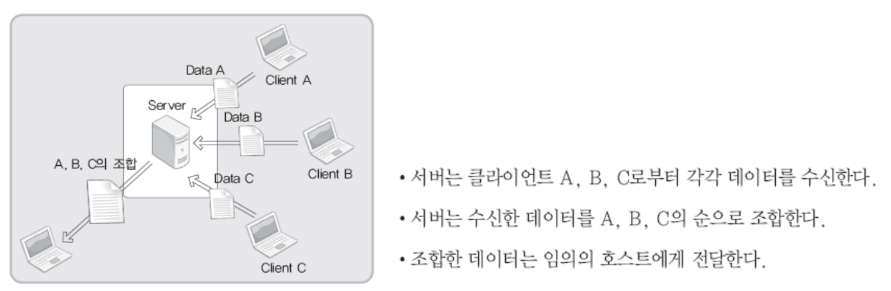 Data A
Client A
Server
Data B
A, B, C의 조합
Client B
Data C
Client C
• 서버는 클라이언트 A, B, C로부터 각각 데이터를 수신한다.
• 서버는 수신한 데이터를 A, B, C의 순으로 조합한다.
• 조합한 데이터는 임의의 호스트에게 전달한다.